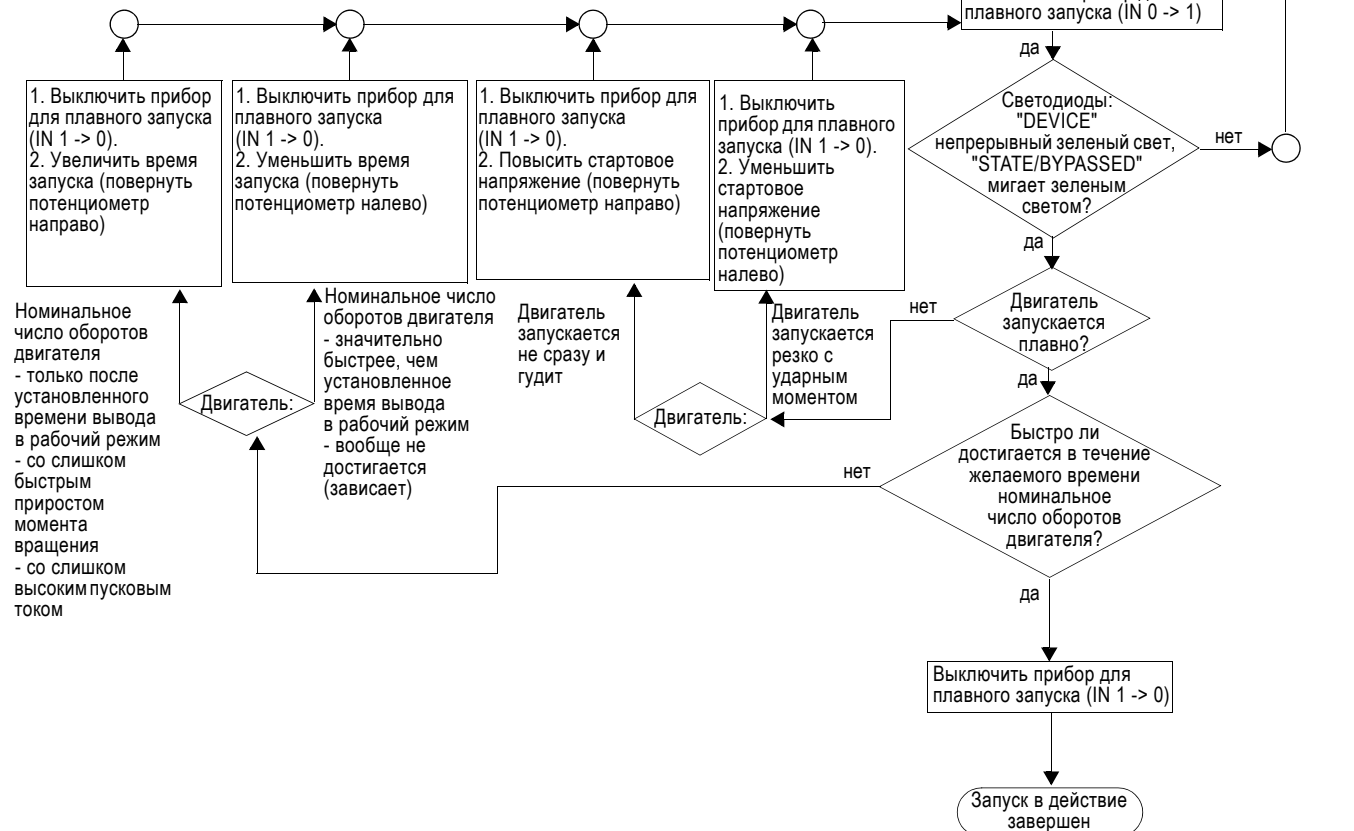 плавного запуска (IN 0 -> 1)
да
Светодиоды:
"DEVICE"
непрерывный зеленый свет,
"STATE/BYPASSED"
мигает зеленым
светом?
нет
1. Выключить прибор
для плавного запуска
(IN 1 -> 0).
2. Увеличить время
запуска (повернуть
потенциометр
направо)
1. Выключить прибор для
плавного запуска
(IN 1 -> 0).
2. Уменьшить время
запуска (повернуть
потенциометр налево)
1. Выключить прибор для
плавного запуска
(IN 1 -> 0).
2. Повысить стартовое
напряжение (повернуть
потенциометр направо)
1. Выключить
прибор для плавного
запуска (IN 1 -> 0).
2. Уменьшить
стартовое
напряжение
(повернуть
потенциометр
налево)
да
Номинальное
число оборотов
двигателя
- только после
установленного
времени вывода
в рабочий режим
- со слишком
быстрым
приростом
момента
вращения
- со слишком
высоким пусковым
током
Двигатель:
Номинальное число
оборотов двигателя
- значительно
быстрее, чем
установленное
время вывода
в рабочий режим
- вообще не
достигается
(зависает)
Двигатель
запускается
не сразу и
гудит
Двигатель:
Двигатель
запускается
резко с
ударным
моментом
нет
Двигатель
запускается
плавно?
да
нет
Быстро ли
достигается в течение
желаемого времени
номинальное
число оборотов
двигателя?
да
Выключить прибор для
плавного запуска (IN 1 -> 0)
Запуск в действие
завершен